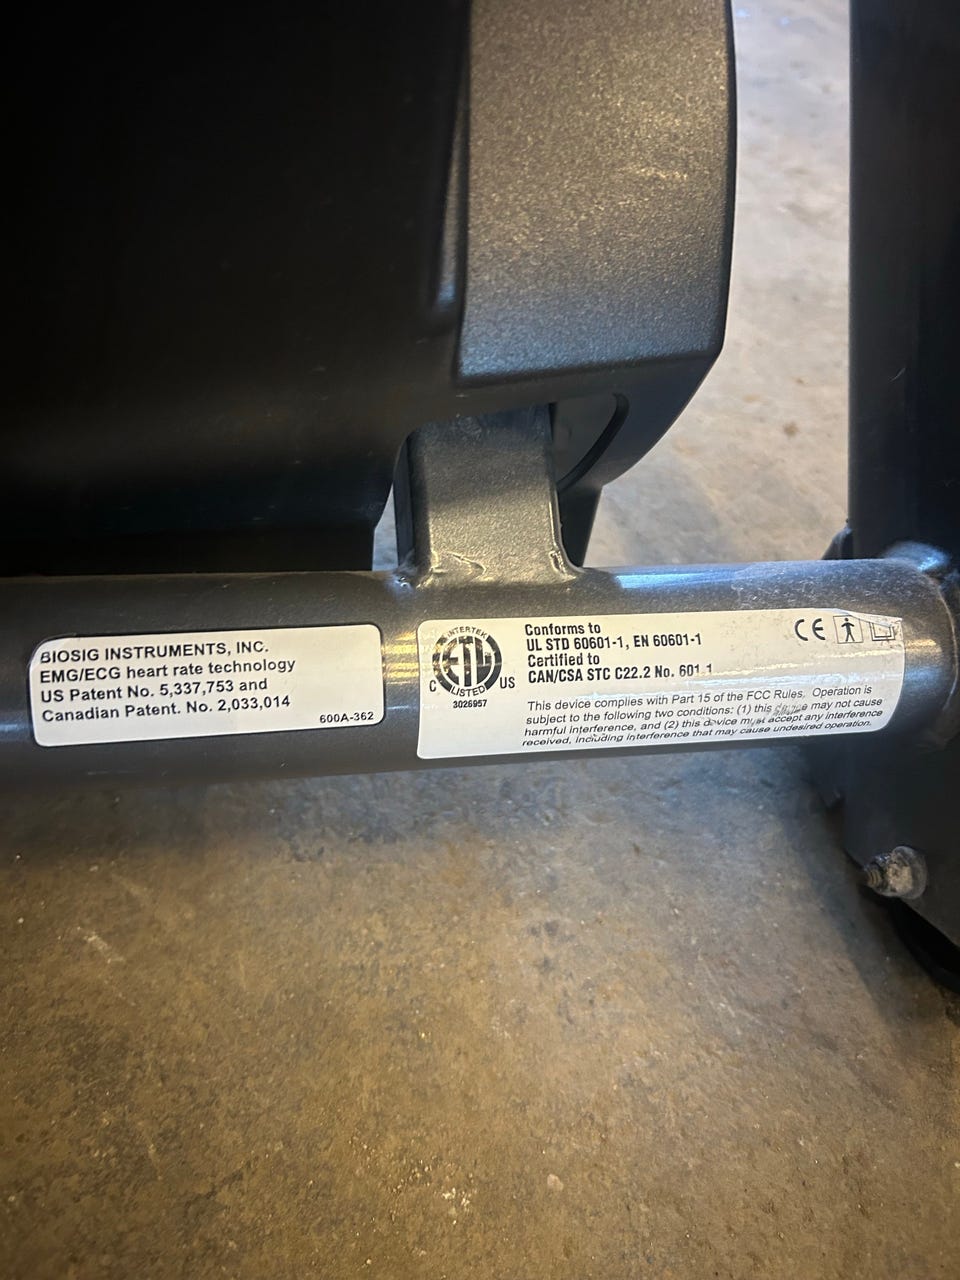 BIOSIG INSTRUMENTS, INC.
EMG/ECG heart rate technology
US Patent No. 5,337,753 and
Canadian Patent. No. 2,033,014
600A-362
INTERTEK
ETL
LISTED
C US
3026957
Conforms to
UL STD 60601-1, EN 60601-1
Certified to
CAN/CSA STC C22.2 No. 601.1
CE
This device complies with Part 15 of the FCC Rules. Operation is
subject to the following two conditions: (1) this device may not cause
harmful interference, and (2) this device must accept any interference
received, including interference that may cause undesired operation.